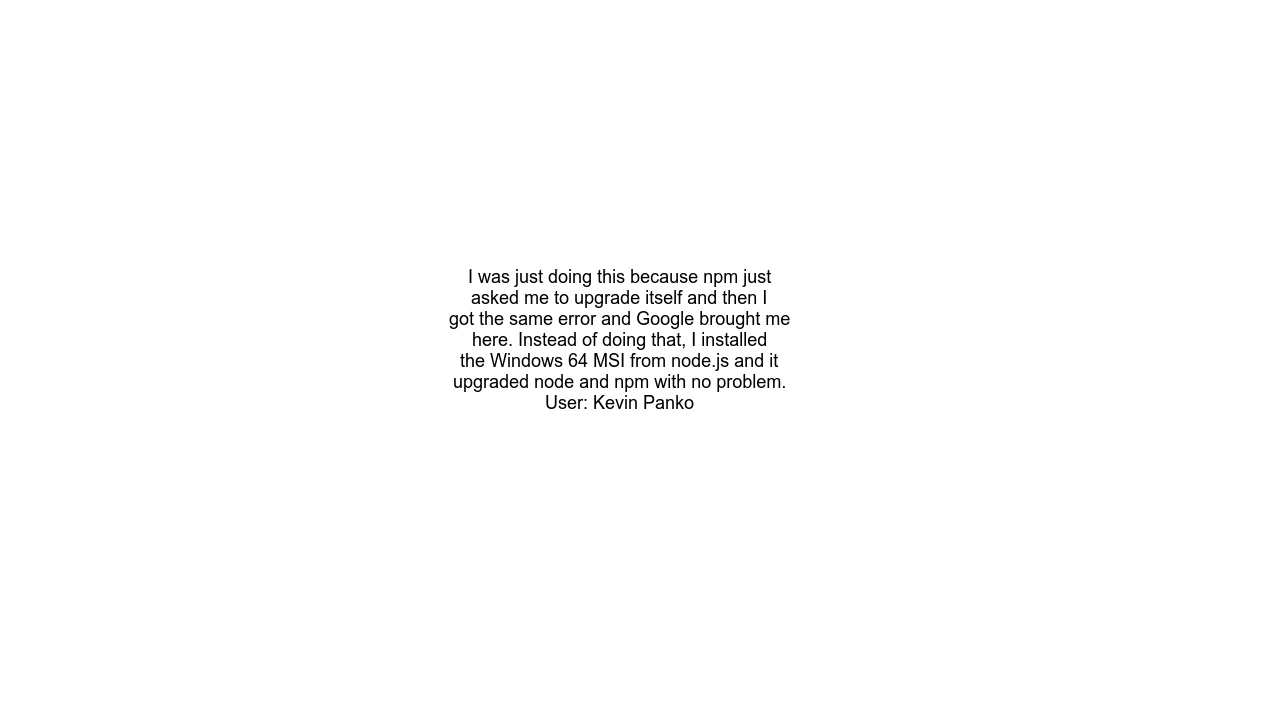 I was just doing this because npm just
asked me to upgrade itself and then I
got the same error and Google brought me
here. Instead of doing that, I installed
the Windows 64 MSI from node.js and it
upgraded node and npm with no problem.
User: Kevin Panko